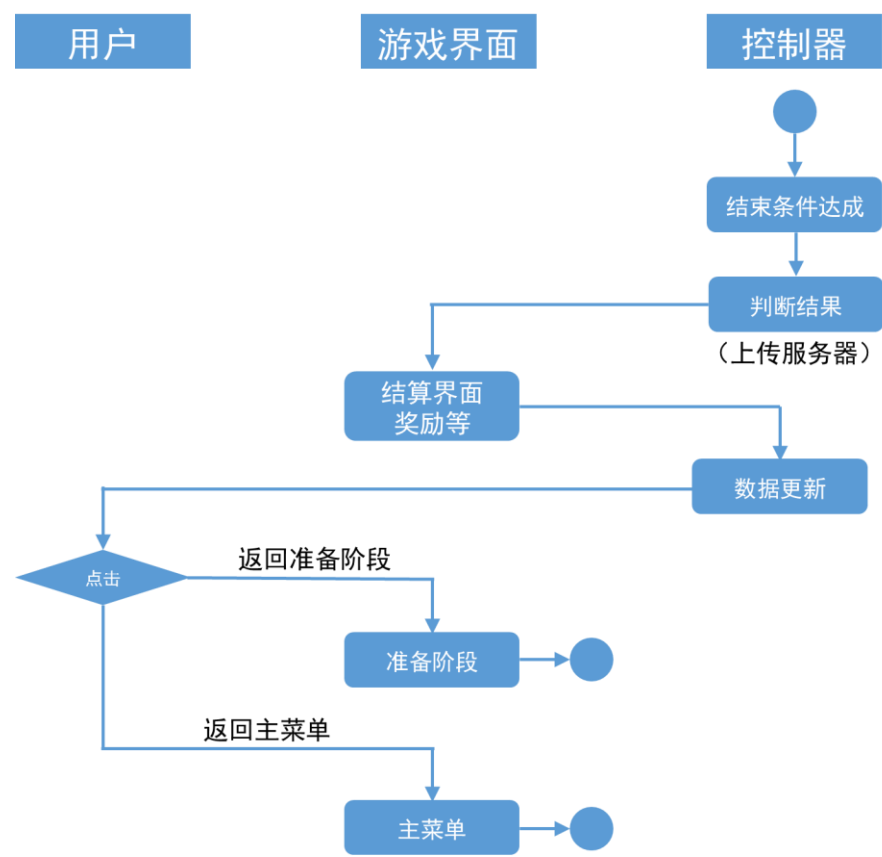 用户
游戏界面
控制器
结束条件达成
判断结果
（上传服务器）
结算界面
奖励等
数据更新
点击
返回准备阶段
准备阶段
返回主菜单
主菜单